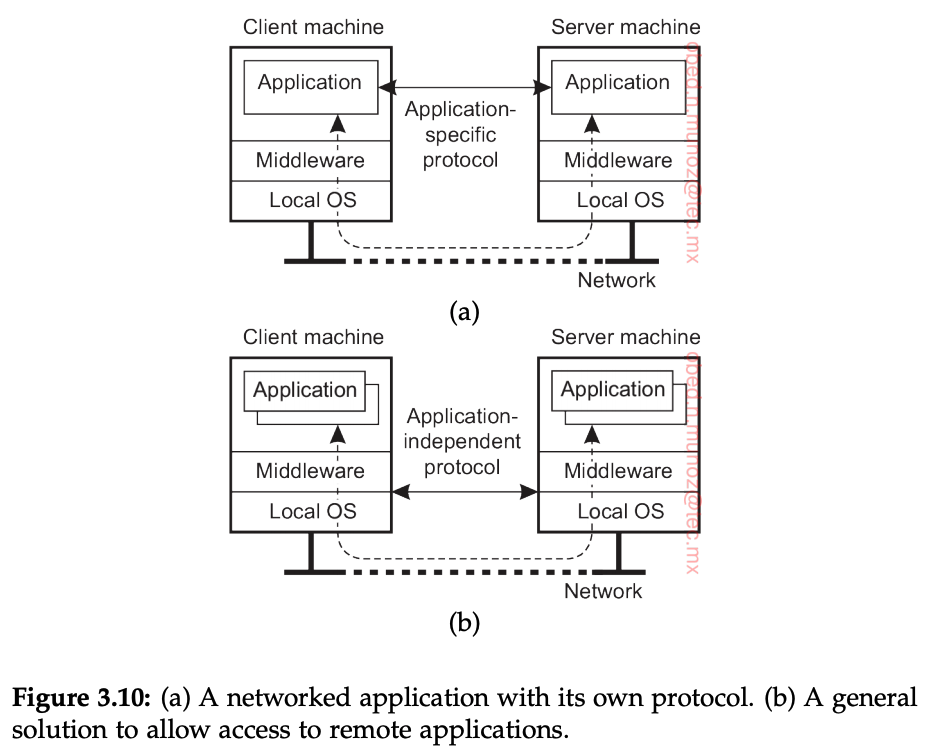 Client machine
Server machine
Application
Application
Application-
specific
protocol
Middleware
Middleware
Local OS
Local OS
Network
(a)
Client machine
Server machine
Application
Application
Application-
independent
protocol
Middleware
Middleware
Local OS
Local OS
Network
(b)
obed.n.munoz@tec.mx
obed.n.munoz@tec.mx
Figure 3.10: (a) A networked application with its own protocol. (b) A general
solution to allow access to remote applications.